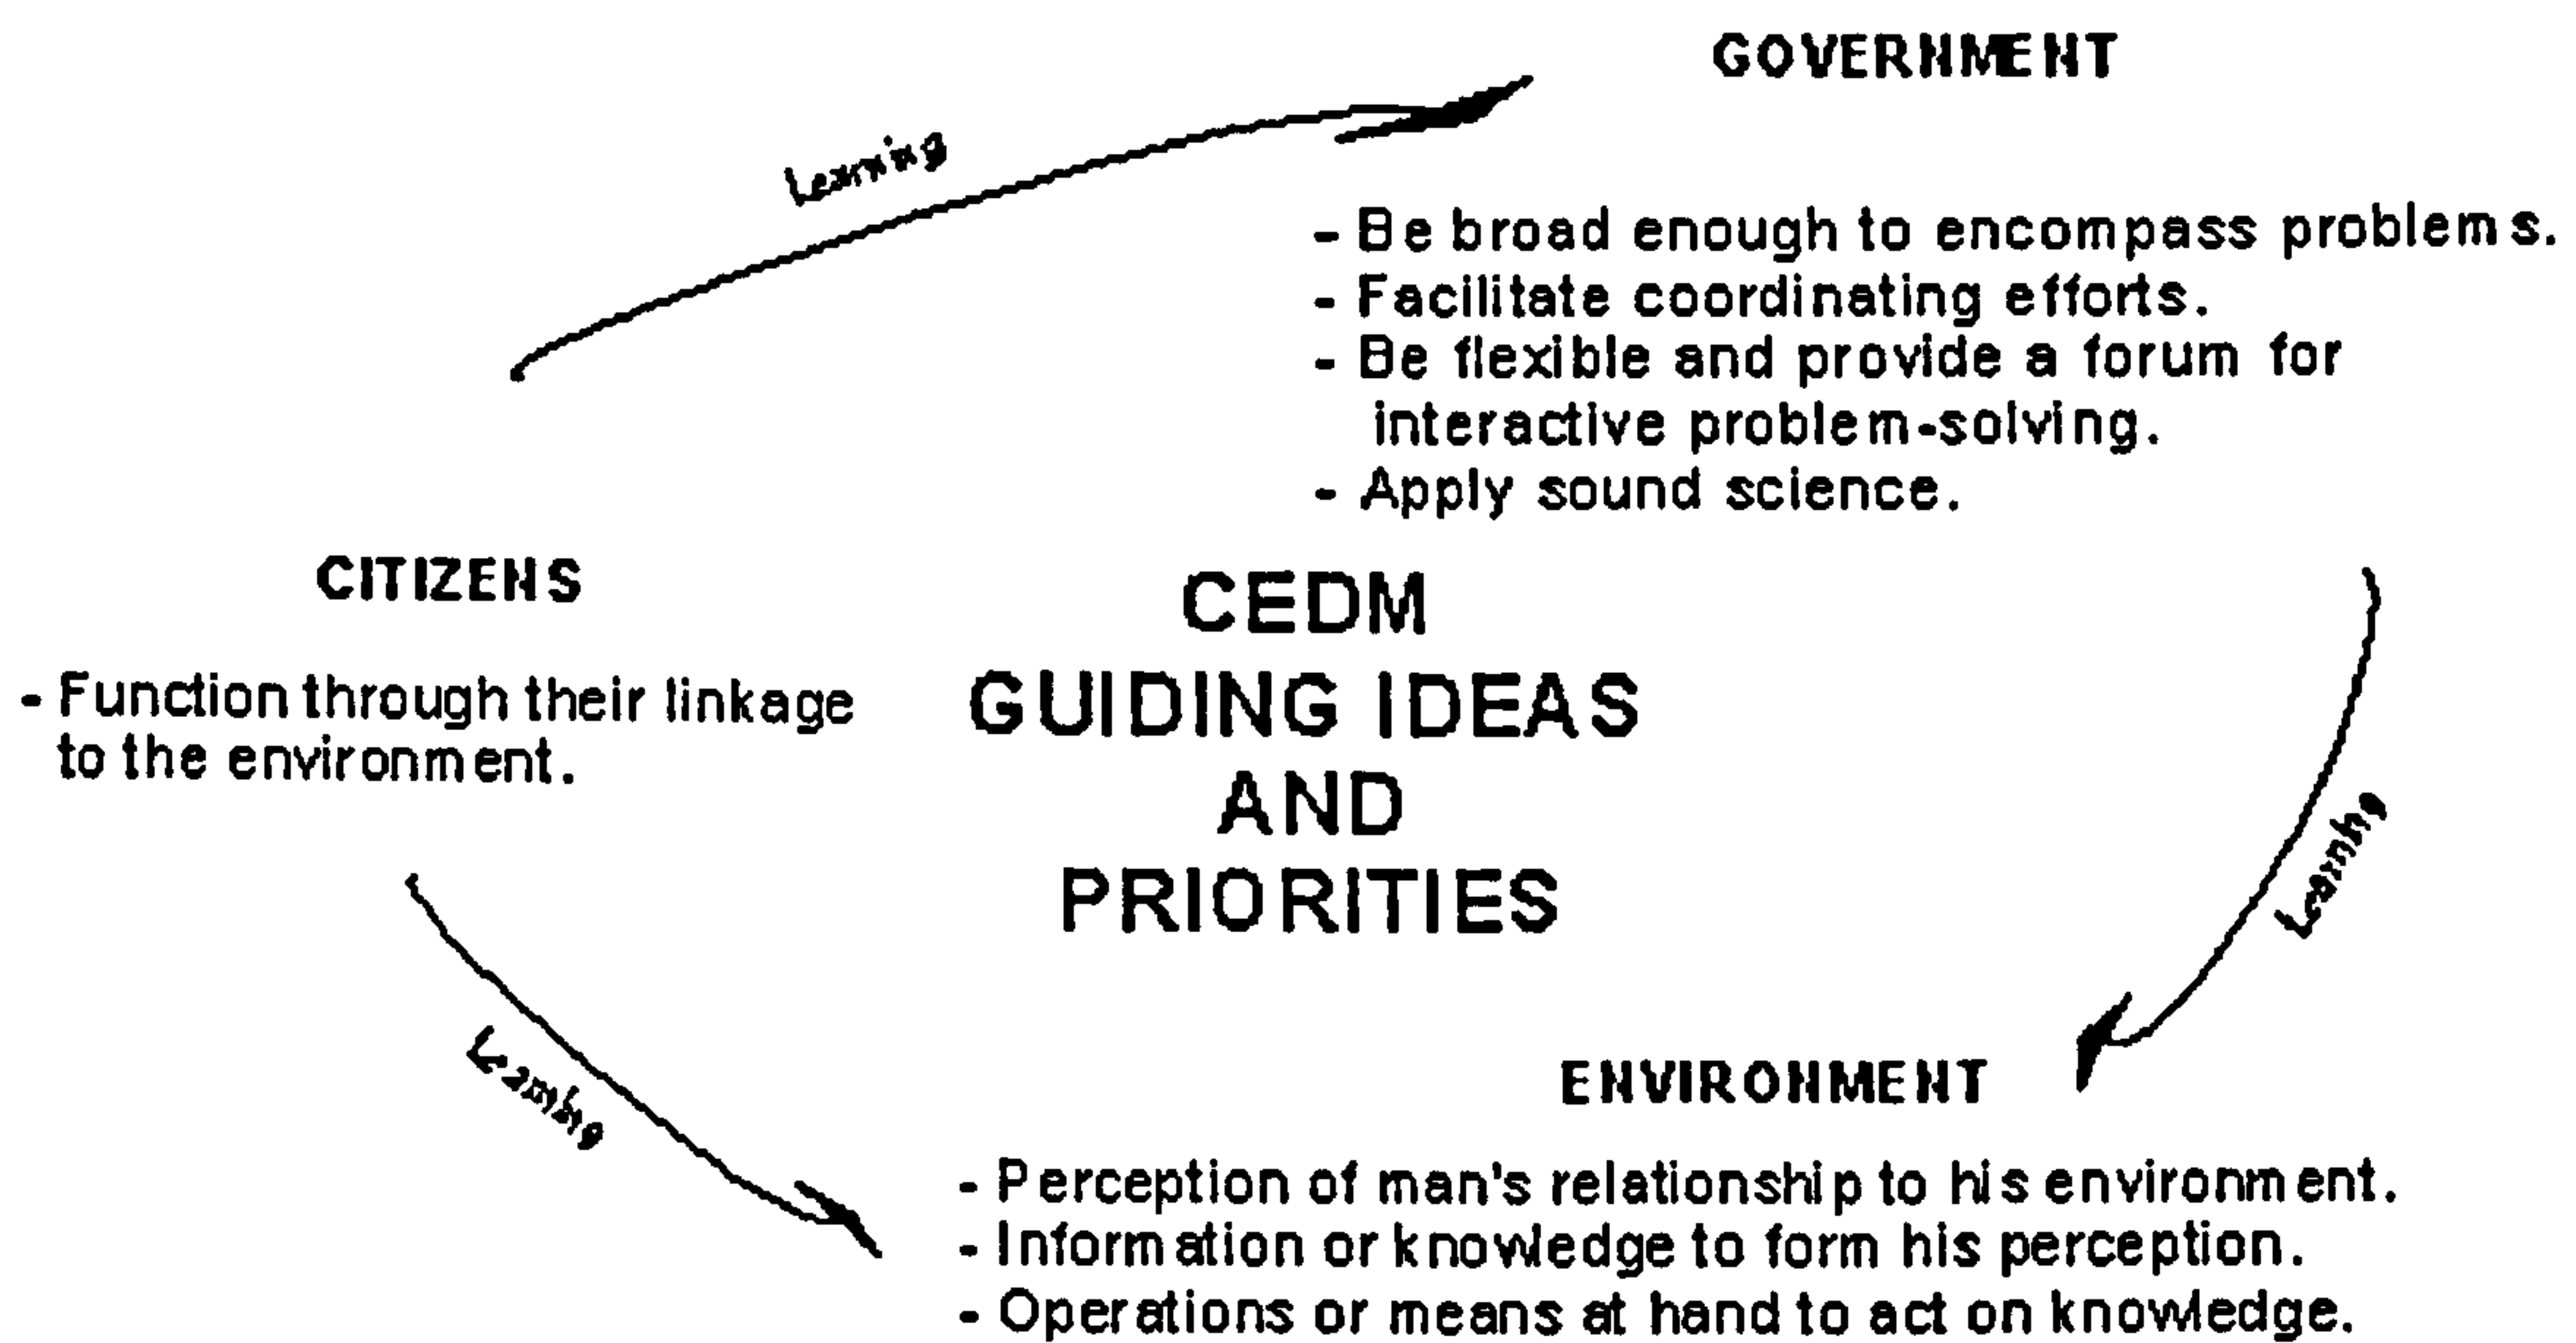 GOVERNMENT
Learning
- Be broad enough to encompass problems.
- Facilitate coordinating efforts.
- Be flexible and provide a forum for
interactive problem-solving.
- Apply sound science.
CITIZENS
- Function through their linkage
to the environment.
CEDM
GUIDING IDEAS
AND
PRIORITIES
Learning
Learning
ENVIRONMENT
- Perception of man's relationship to his environment.
- Information or knowledge to form his perception.
- Operations or means at hand to act on knowledge.